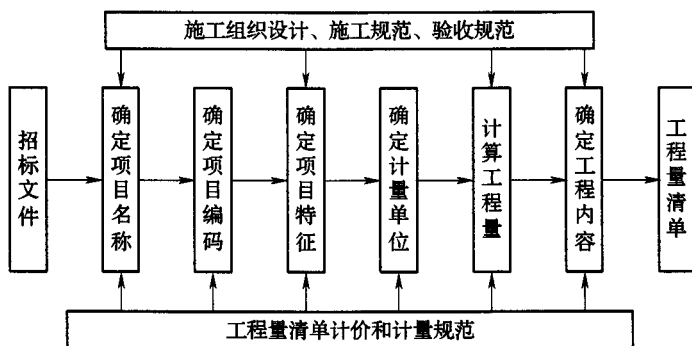 施工组织设计、施工规范、验收规范
招标文件
确定项目名称
确定项目编码
确定项目特征
确定计量单位
计算工程量
确定工程内容
工程量清单
工程量清单计价和计量规范